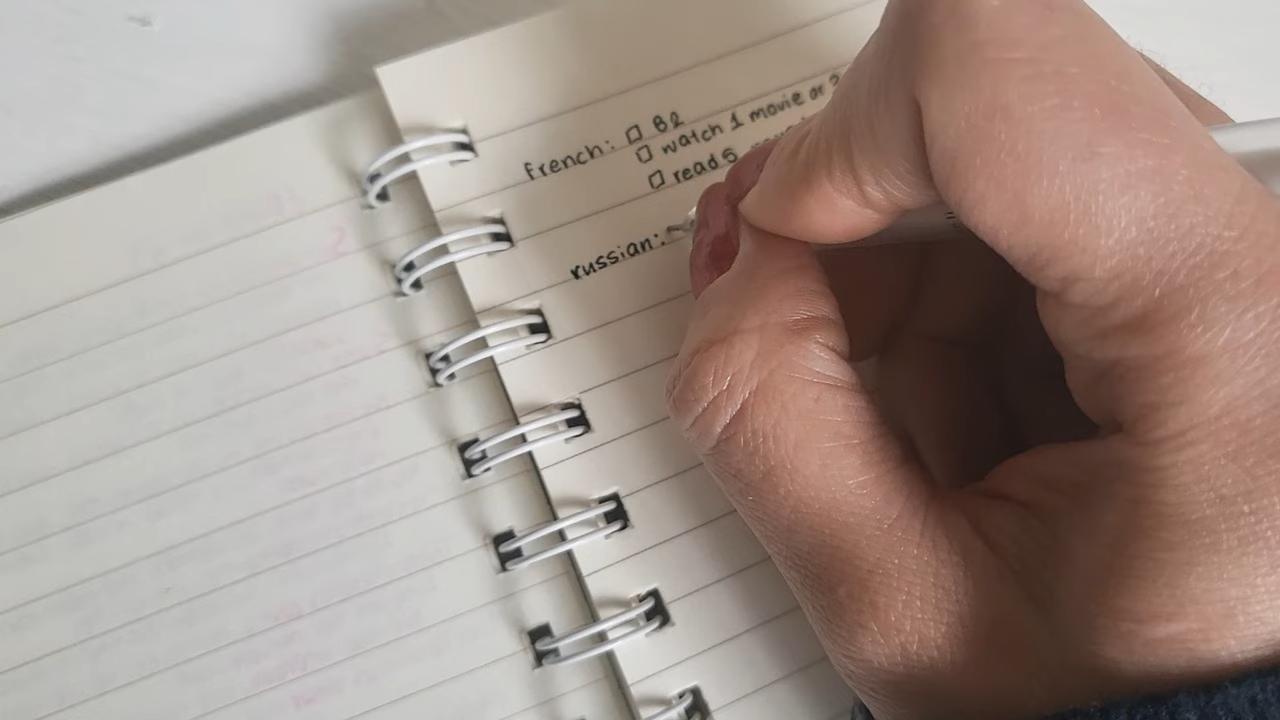 french: □ B2
□ watch 1 movie or
□ read 5
russian: